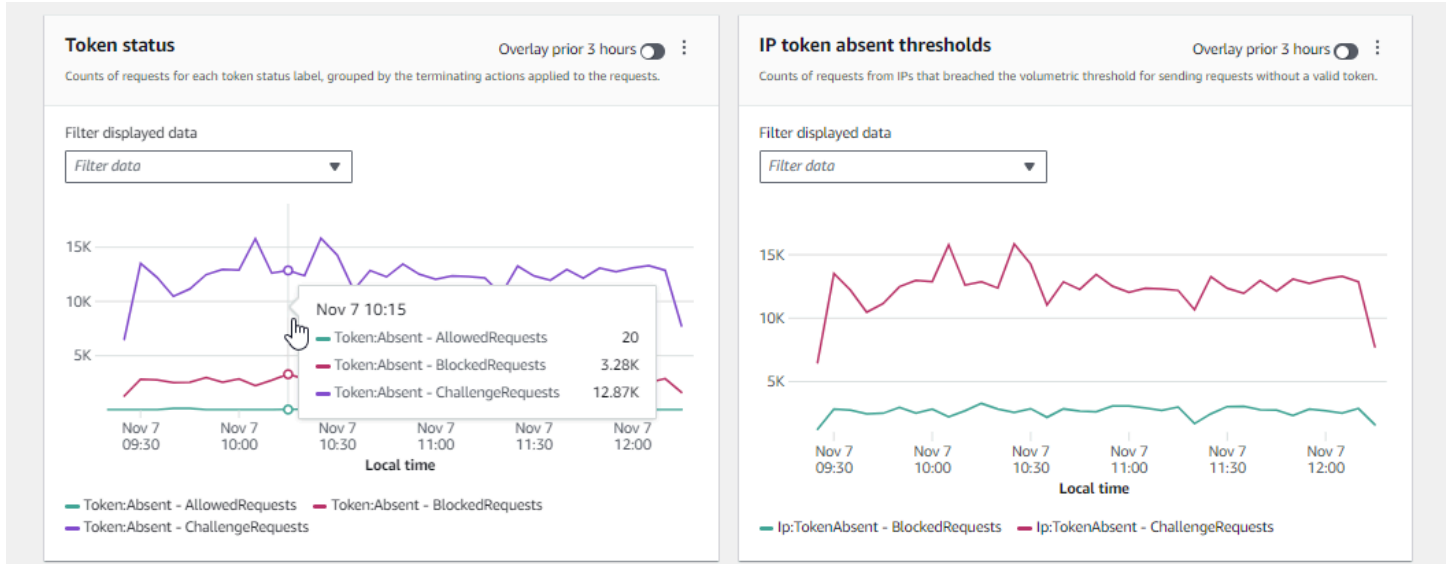 Token status
Overlay prior 3 hours
Counts of requests for each token status label, grouped by the terminating actions applied to the requests.
Filter displayed data
Filter data
15K
10K
5K
Nov 7 10:15
Token:Absent - AllowedRequests 20
Token:Absent - BlockedRequests 3.28K
Token:Absent - ChallengeRequests 12.87K
Nov 7 Nov 7 Nov 7 Nov 7 Nov 7 Nov 7
09:30 10:00 10:30 11:00 11:30 12:00
Local time
Token:Absent - AllowedRequests Token:Absent - BlockedRequests
Token:Absent - ChallengeRequests
IP token absent thresholds
Overlay prior 3 hours
Counts of requests from IPs that breached the volumetric threshold for sending requests without a valid token.
Filter displayed data
Filter data
15K
10K
5K
Nov 7 Nov 7 Nov 7 Nov 7 Nov 7 Nov 7
09:30 10:00 10:30 11:00 11:30 12:00
Local time
Ip:TokenAbsent - BlockedRequests Ip:TokenAbsent - ChallengeRequests